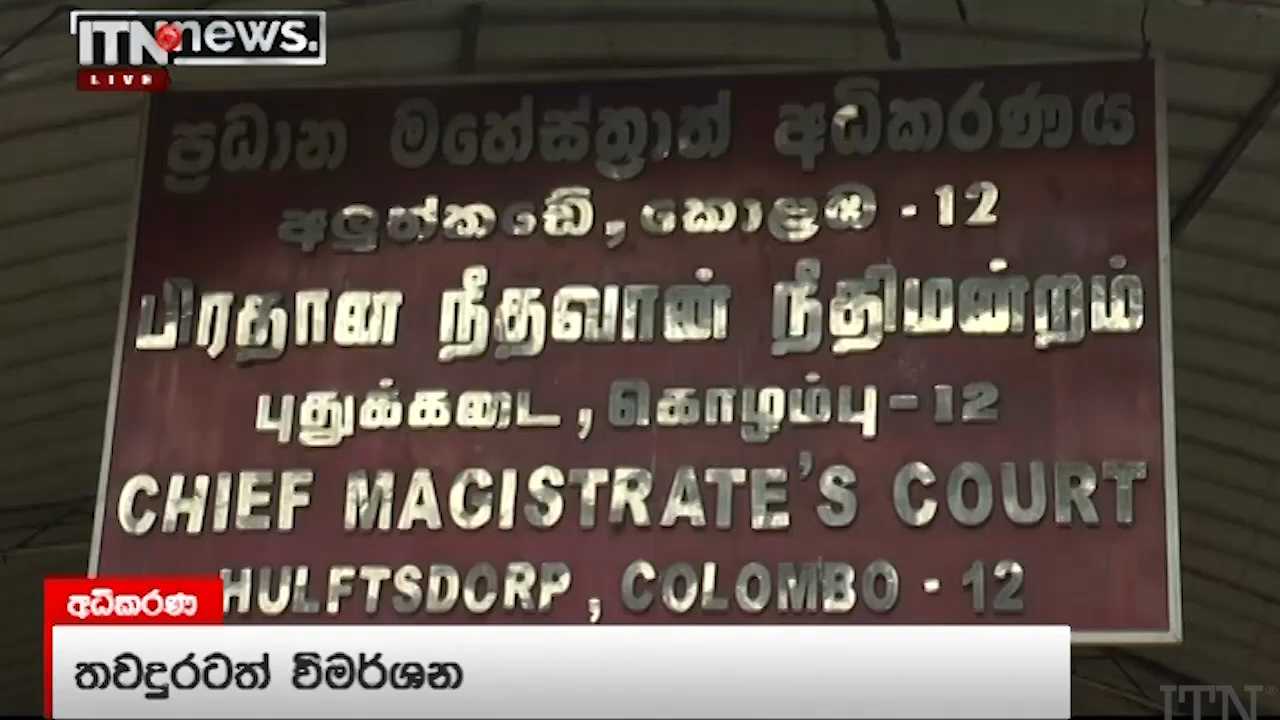 ITN news.
LIVE
ප්‍රධාන මහේස්ත්‍රාත් අධිකරණය
අලුත්කඩේ, කොළඹ - 12
பிரதான நீதவான் நீதிமன்றம்
புதுக்கடை, கொழும்பு - 12
CHIEF MAGISTRATE'S COURT
HULFTSDORP, COLOMBO - 12
අධිකරණ
තවදුරටත් විමර්ශන
ITN